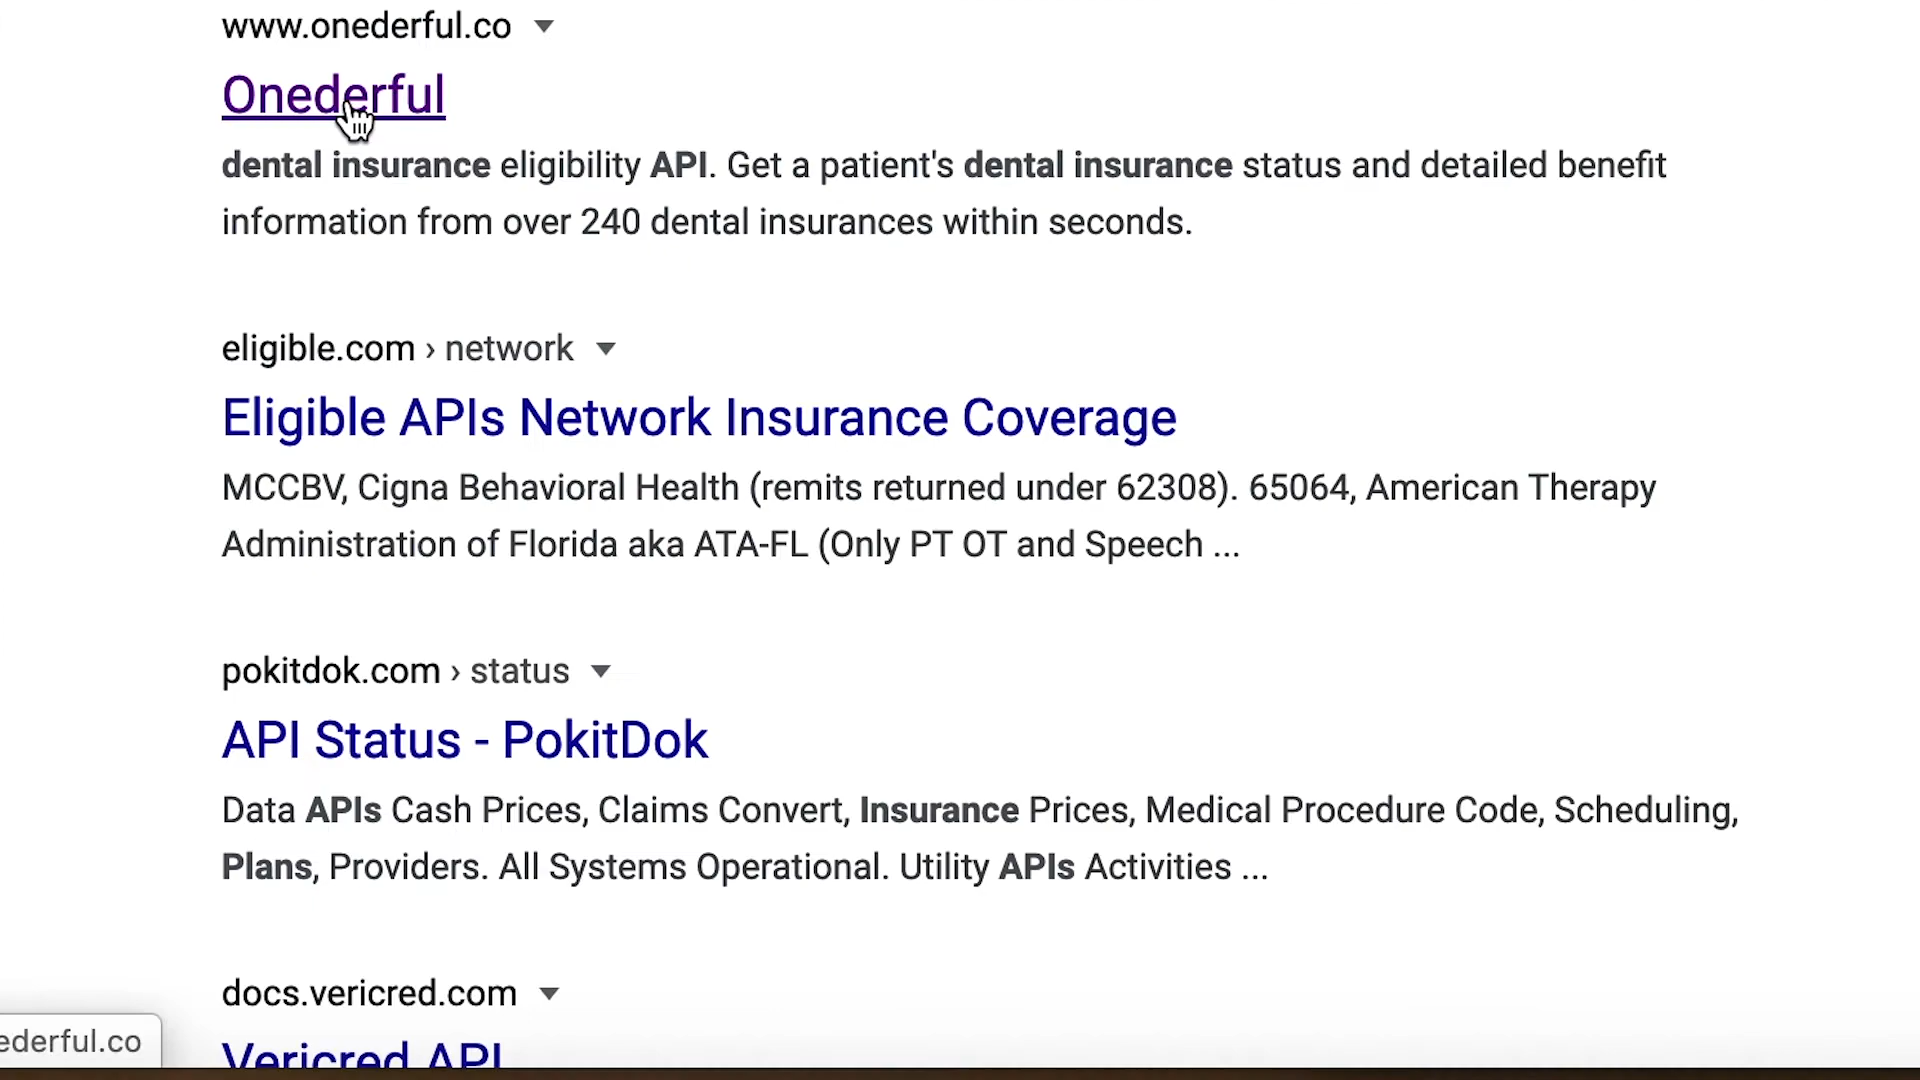 www.onederful.co
Onederful
dental insurance eligibility API. Get a patient's dental insurance status and detailed benefit
information from over 240 dental insurances within seconds.
eligible.com › network
Eligible APIs Network Insurance Coverage
MCCBV, Cigna Behavioral Health (remits returned under 62308). 65064, American Therapy
Administration of Florida aka ATA-FL (Only PT OT and Speech ...
pokitdok.com › status
API Status - PokitDok
Data APIs Cash Prices, Claims Convert, Insurance Prices, Medical Procedure Code, Scheduling,
Plans, Providers. All Systems Operational. Utility APIs Activities ...
docs.vericred.com
Vericred API
ederful.co